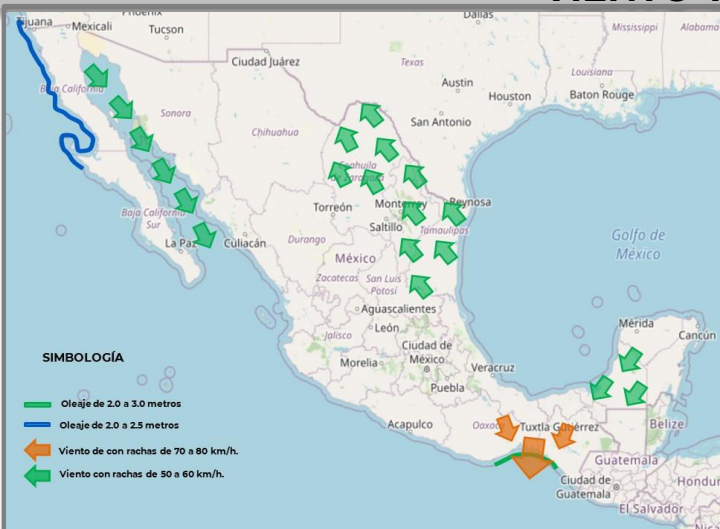 Phoenix
Dallas
Tijuana
Mexicali
Tucson
Mississippi
Alabama
Ciudad Juárez
Texas
Louisiana
Baja California
Austin
Houston
Baton Rouge
Sonora
San Antonio
Chihuahua
Coahuila
de Zaragoza
Torreón
Monterrey
Reynosa
Baja California
Sur
Saltillo
Tamaulipas
La Paz
Culiacán
Durango
México
Golfo de
México
Zacatecas
San Luis
Potosí
Aguascalientes
León
Mérida
Cancún
Jalisco
Ciudad de
México
SIMBOLOGÍA
Morelia
Veracruz
Puebla
Oleaje de 2.0 a 3.0 metros
Oleaje de 2.0 a 2.5 metros
Acapulco
Oaxaca
Tuxtla Gutiérrez
Belize
Viento de con rachas de 70 a 80 km/h.
Guatemala
Viento con rachas de 50 a 60 km/h.
Ciudad de
Guatemala
Hondur
El Salvador